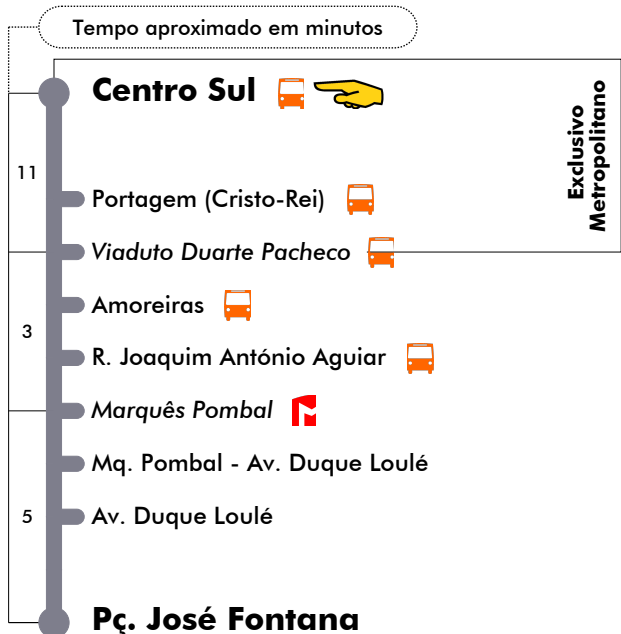 Tempo aproximado em minutos
Centro Sul
Exclusivo
Metropolitano
11
Portagem (Cristo-Rei)
Viaduto Duarte Pacheco
Amoreiras
3
R. Joaquim António Aguiar
Marquês Pombal
Mq. Pombal - Av. Duque Loulé
5
Av. Duque Loulé
Pç. José Fontana